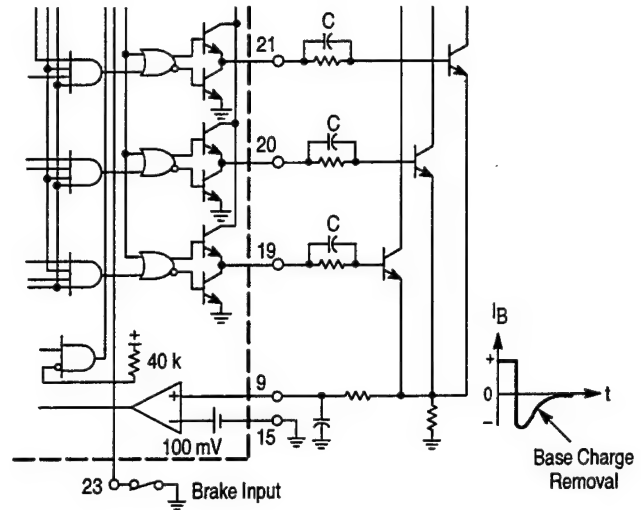 21
C
20
C
19
C
+
40 k
9
+
-
100 mV
15
23
Brake Input
I_B
+
0
t
-
Base Charge
Removal